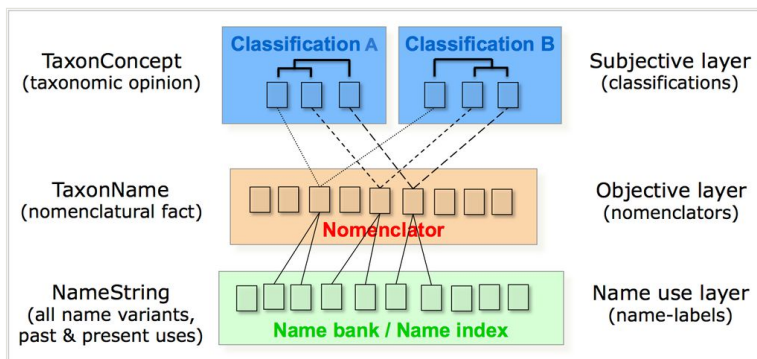 TaxonConcept
(taxonomic opinion)
Classification A
Classification B
Subjective layer
(classifications)
TaxonName
(nomenclatural fact)
Nomenclator
Objective layer
(nomenclators)
NameString
(all name variants,
past & present uses)
Name bank / Name index
Name use layer
(name-labels)